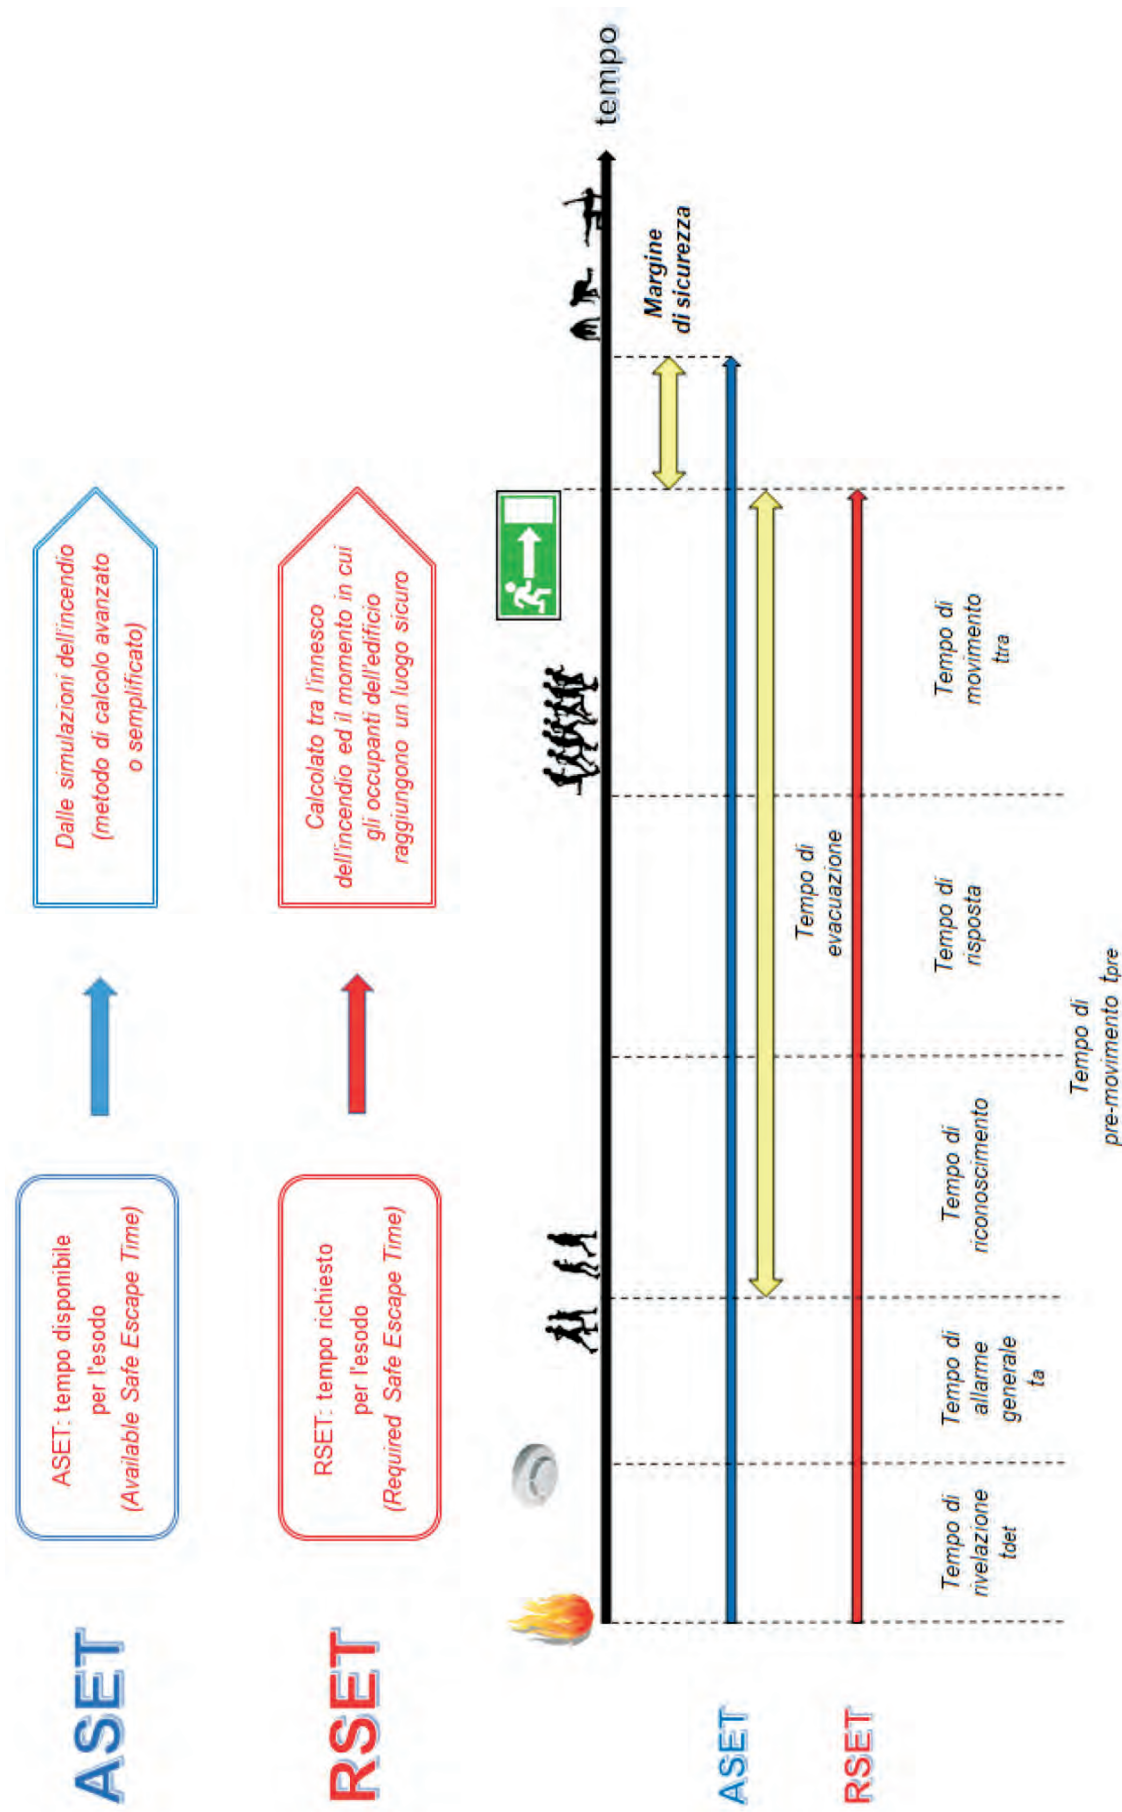 ASET
ASET: tempo disponibile
per l'esodo
(Available Safe Escape Time)
Dalle simulazioni dell'incendio
(metodo di calcolo avanzato
o semplificato)
RSET
RSET: tempo richiesto
per l'esodo
(Required Safe Escape Time)
Calcolato tra l'innesco
dell'incendio ed il momento in cui
gli occupanti dell'edificio
raggiungono un luogo sicuro
tempo
Margine
di sicurezza
ASET
Tempo di
evacuazione
RSET
Tempo di
rivelazione
tdet
Tempo di
allarme
generale
ta
Tempo di
riconoscimento
Tempo di
risposta
Tempo di
movimento
ttra
Tempo di
pre-movimento tpre